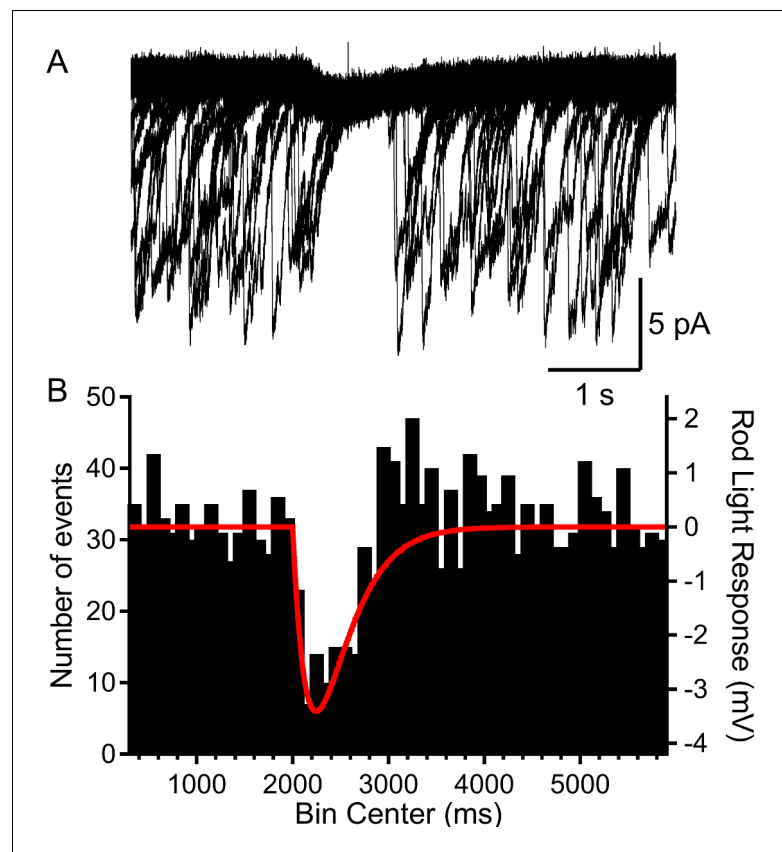 A
5 pA
1 s
B
50
40
30
20
10
0
Number of events
2
1
0
-1
-2
-3
-4
Rod Light Response (mV)
1000 2000 3000 4000 5000
Bin Center (ms)